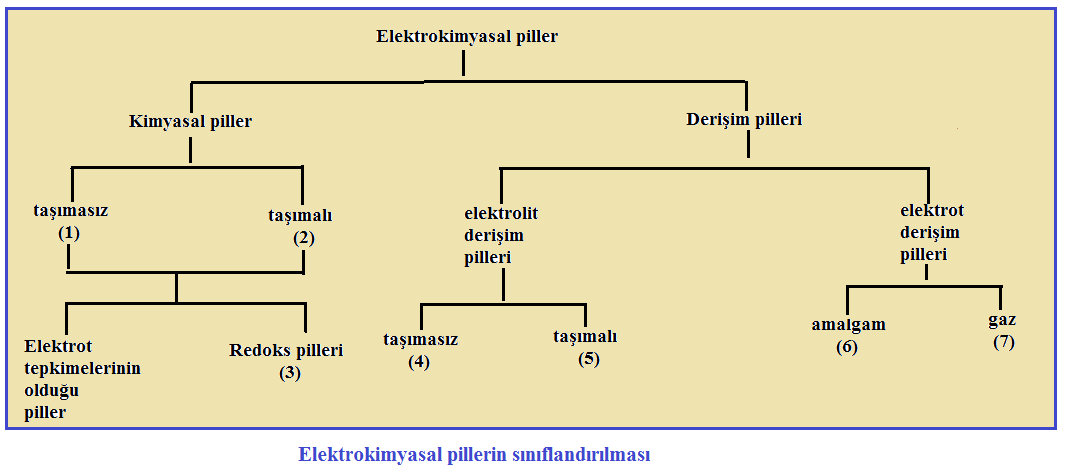 Elektrokimyasal piller
Kimyasal piller
Derişim pilleri
taşımasız
(1)
taşımalı
(2)
elektrolit
derişim
pilleri
elektrot
derişim
pilleri
Elektrot
tepkimelerinin
olduğu
piller
Redoks pilleri
(3)
taşımasız
(4)
taşımalı
(5)
amalgam
(6)
gaz
(7)
Elektrokimyasal pillerin sınıflandırılması